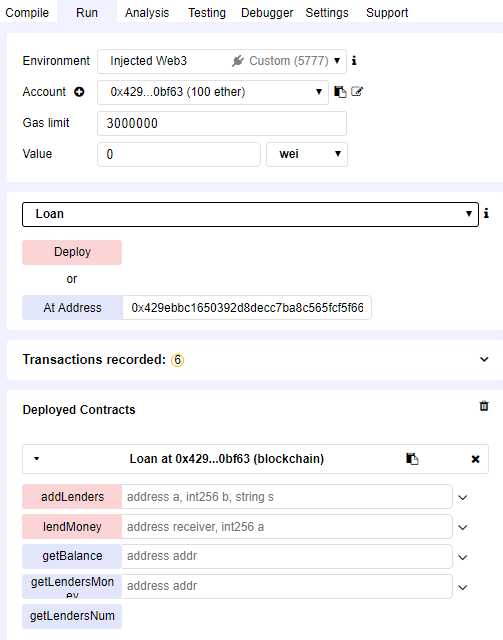 Compile Run Analysis Testing Debugger Settings Support
Environment Injected Web3 Custom (5777)
Account 0x429...0bf63 (100 ether)
Gas limit 3000000
Value 0 wei
Loan
Deploy
or
At Address 0x429ebbc1650392d8decc7ba8c565fcf5f66
Transactions recorded: 6
Deployed Contracts
Loan at 0x429...0bf63 (blockchain)
addLenders address a, int256 b, string s
lendMoney address receiver, int256 a
getBalance address addr
getLendersMon
ey address addr
getLendersNum